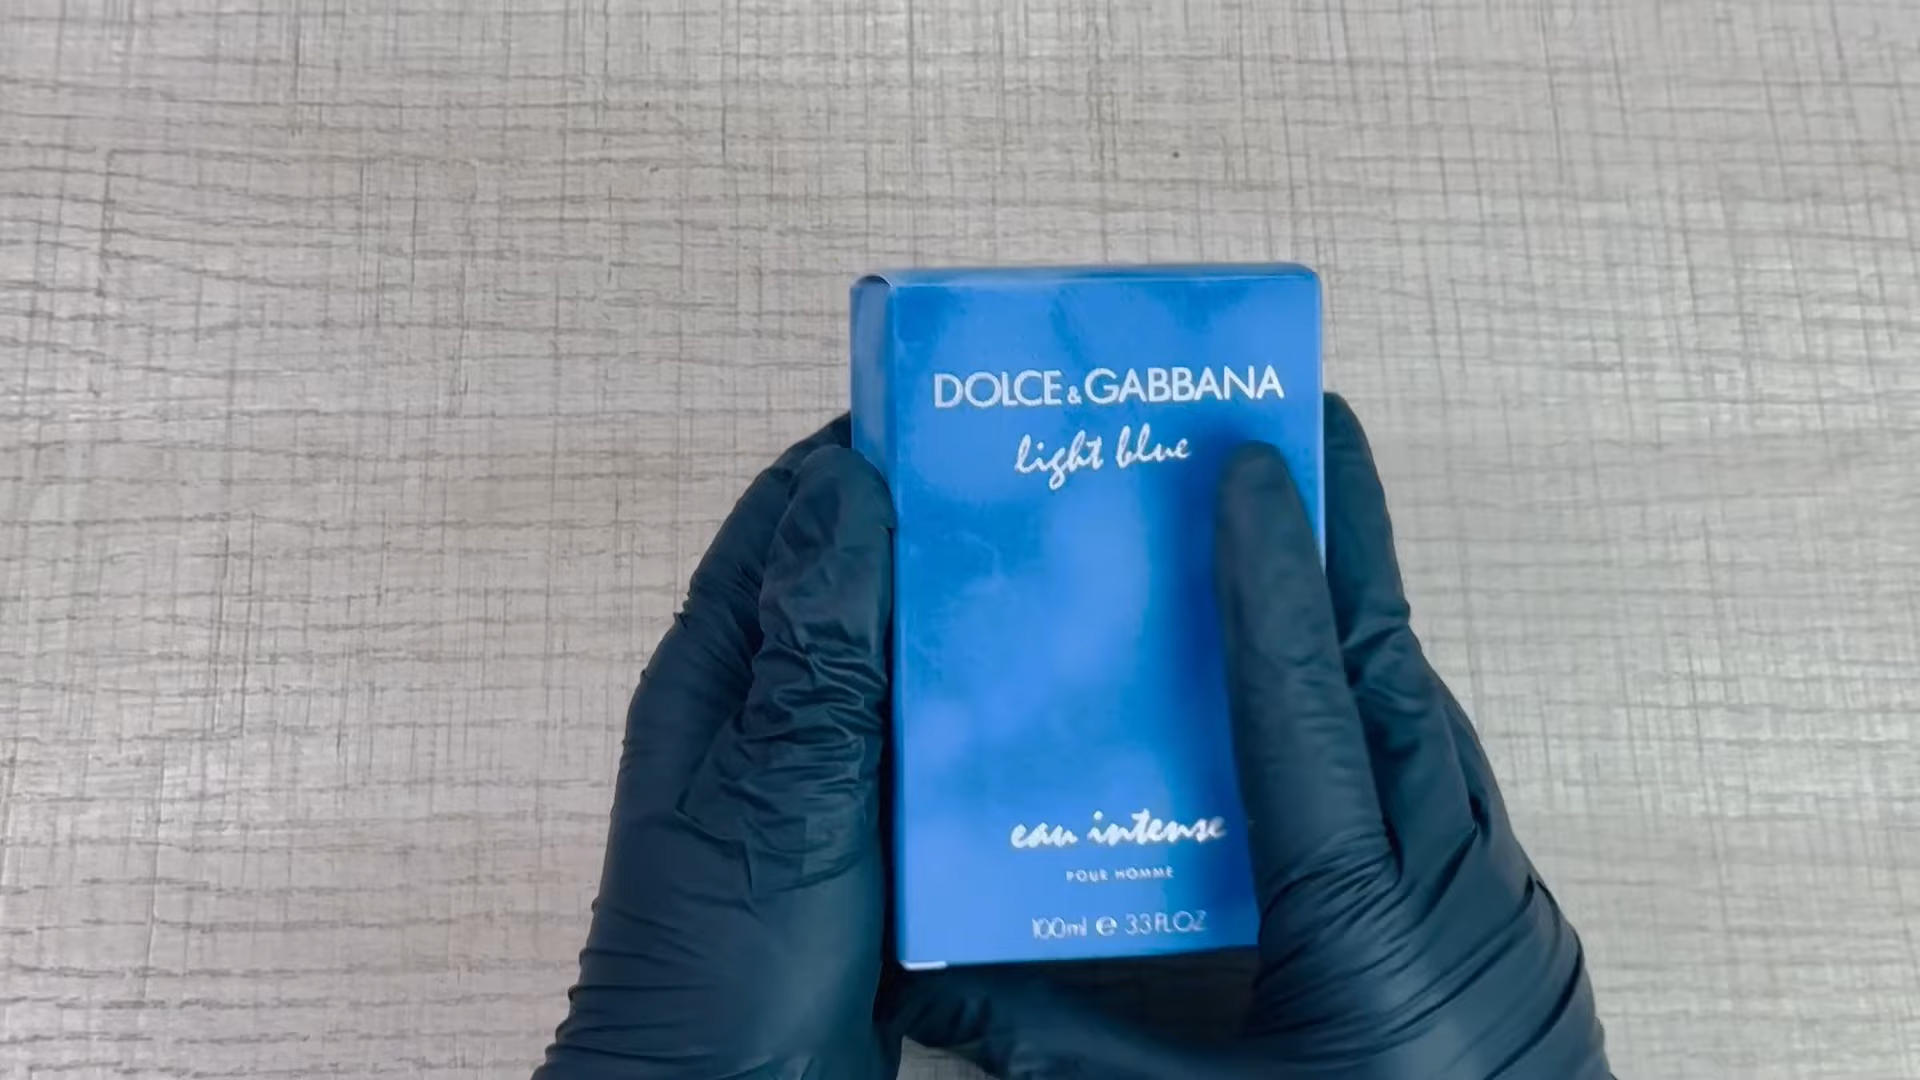 DOLCE & GABBANA
light blue
eau intense
POUR HOMME
100ml e 3.3 FL.OZ